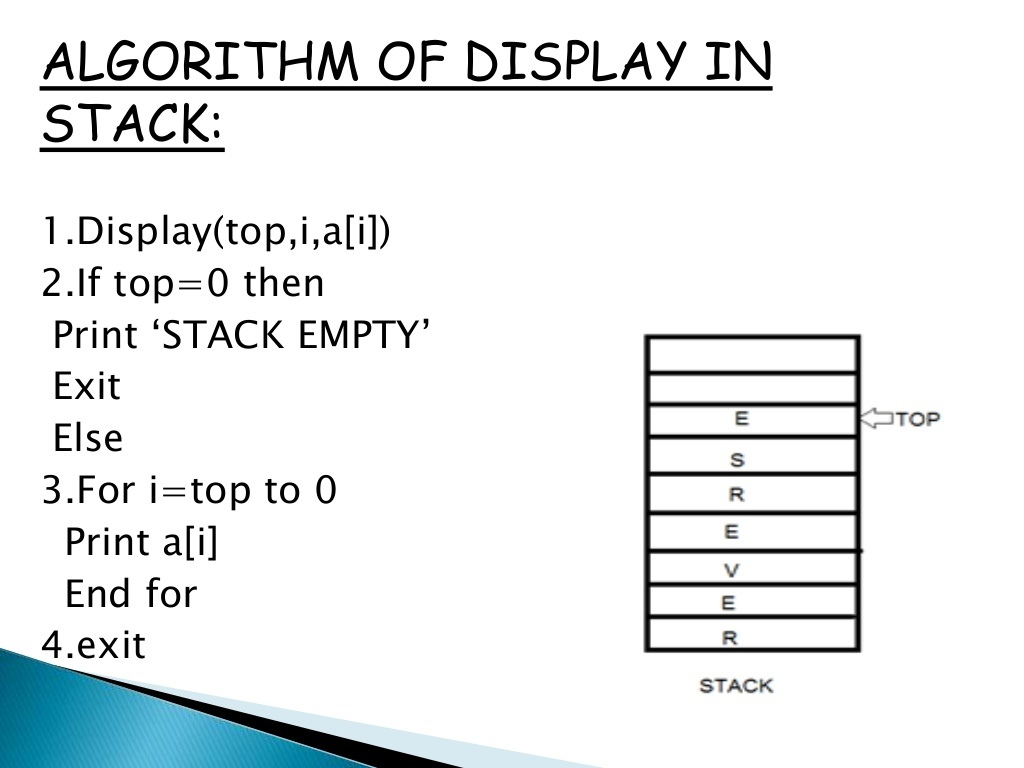 ALGORITHM OF DISPLAY IN
STACK:
1.Display(top,i,a[i])
2.If top=0 then
Print ‘STACK EMPTY’
Exit
Else
3.For i=top to 0
Print a[i]
End for
4.exit
E
TOP
S
R
E
V
E
R
STACK